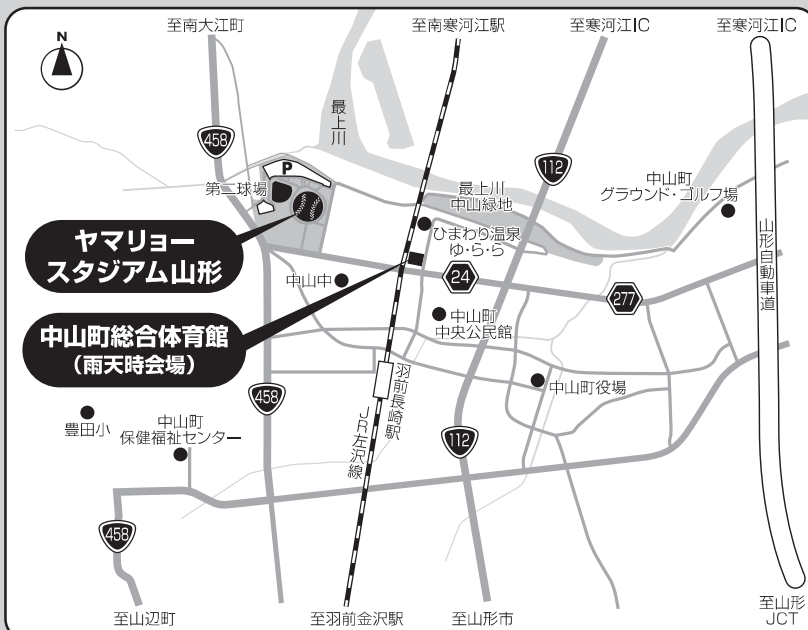 至南大江町
至南寒河江駅
至寒河江IC
至寒河江IC
N
最上川
458
P
第二球場
112
最上川
中山緑地
中山町
グラウンド・ゴルフ場
ヤマリョー
スタジアム山形
ひまわり温泉
ゆ・ら・ら
山形自動車道
中山中
24
277
中山町総合体育館
(雨天時会場)
中山町
中央公民館
羽前長崎駅
中山町役場
458
JR左沢線
豊田小
中山町
保健福祉センター
112
458
至山辺町
至羽前金沢駅
至山形市
至山形
JCT